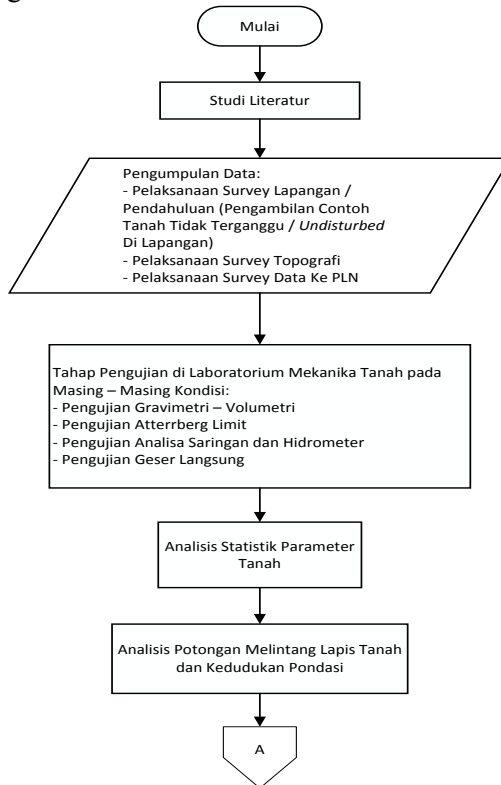 g
Mulai
Studi Literatur
Pengumpulan Data:
- Pelaksanaan Survey Lapangan /
Pendahuluan (Pengambilan Contoh
Tanah Tidak Terganggu / Undisturbed
Di Lapangan)
- Pelaksanaan Survey Topografi
- Pelaksanaan Survey Data Ke PLN
Tahap Pengujian di Laboratorium Mekanika Tanah pada
Masing – Masing Kondisi:
- Pengujian Gravimetri – Volumetri
- Pengujian Atterrberg Limit
- Pengujian Analisa Saringan dan Hidrometer
- Pengujian Geser Langsung
Analisis Statistik Parameter
Tanah
Analisis Potongan Melintang Lapis Tanah
dan Kedudukan Pondasi
A